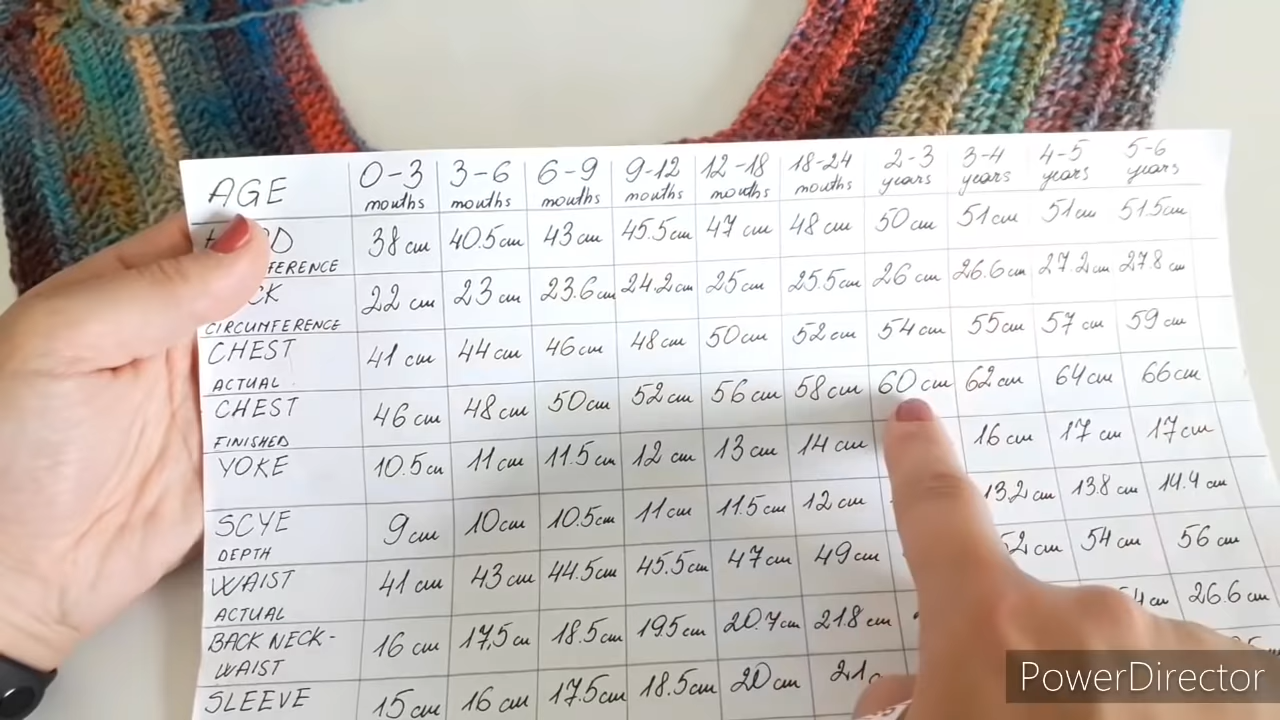 AGE 0-3 mouths 3-6 mouths 6-9 mouths 9-12 mouths 12-18 mouths 18-24 mouths 2-3 years 3-4 years 4-5 years 5-6 years
38 cm 40.5 cm 43 cm 45.5 cm 47 cm 48 cm 50 cm 51 cm 51 cm 51.5 cm
22 cm 23 cm 23.6 cm 24.2 cm 25 cm 25.5 cm 26 cm 26.6 cm 27.2 cm 27.8 cm
CIRCUMFERENCE
CHEST ACTUAL 41 cm 44 cm 46 cm 48 cm 50 cm 52 cm 54 cm 55 cm 57 cm 59 cm
CHEST FINISHED 46 cm 48 cm 50 cm 52 cm 56 cm 58 cm 60 cm 62 cm 64 cm 66 cm
YOKE 10.5 cm 11 cm 11.5 cm 12 cm 13 cm 14 cm 16 cm 17 cm 17 cm
SCYE DEPTH 9 cm 10 cm 10.5 cm 11 cm 11.5 cm 12 cm 13.2 cm 13.8 cm 14.4 cm
WAIST ACTUAL 41 cm 43 cm 44.5 cm 45.5 cm 47 cm 49 cm 54 cm 56 cm
BACK NECK- WAIST 16 cm 17,5 cm 18.5 cm 19.5 cm 20.7 cm 21.8 cm 26.6 cm
SLEEVE 15 cm 16 cm 17.5 cm 18.5 cm 20 cm
PowerDirector